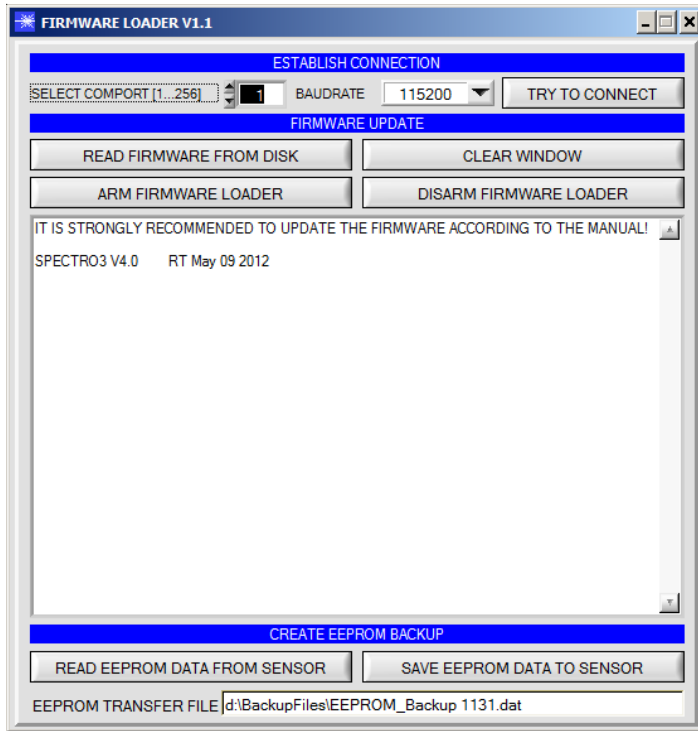 FIRMWARE LOADER V1.1
ESTABLISH CONNECTION
SELECT COMPORT [1...256] 1 BAUDRATE 115200 TRY TO CONNECT
FIRMWARE UPDATE
READ FIRMWARE FROM DISK CLEAR WINDOW
ARM FIRMWARE LOADER DISARM FIRMWARE LOADER
IT IS STRONGLY RECOMMENDED TO UPDATE THE FIRMWARE ACCORDING TO THE MANUAL!
SPECTRO3 V4.0 RT May 09 2012
CREATE EEPROM BACKUP
READ EEPROM DATA FROM SENSOR SAVE EEPROM DATA TO SENSOR
EEPROM TRANSFER FILE d:\BackupFiles\EEPROM_Backup 1131.dat